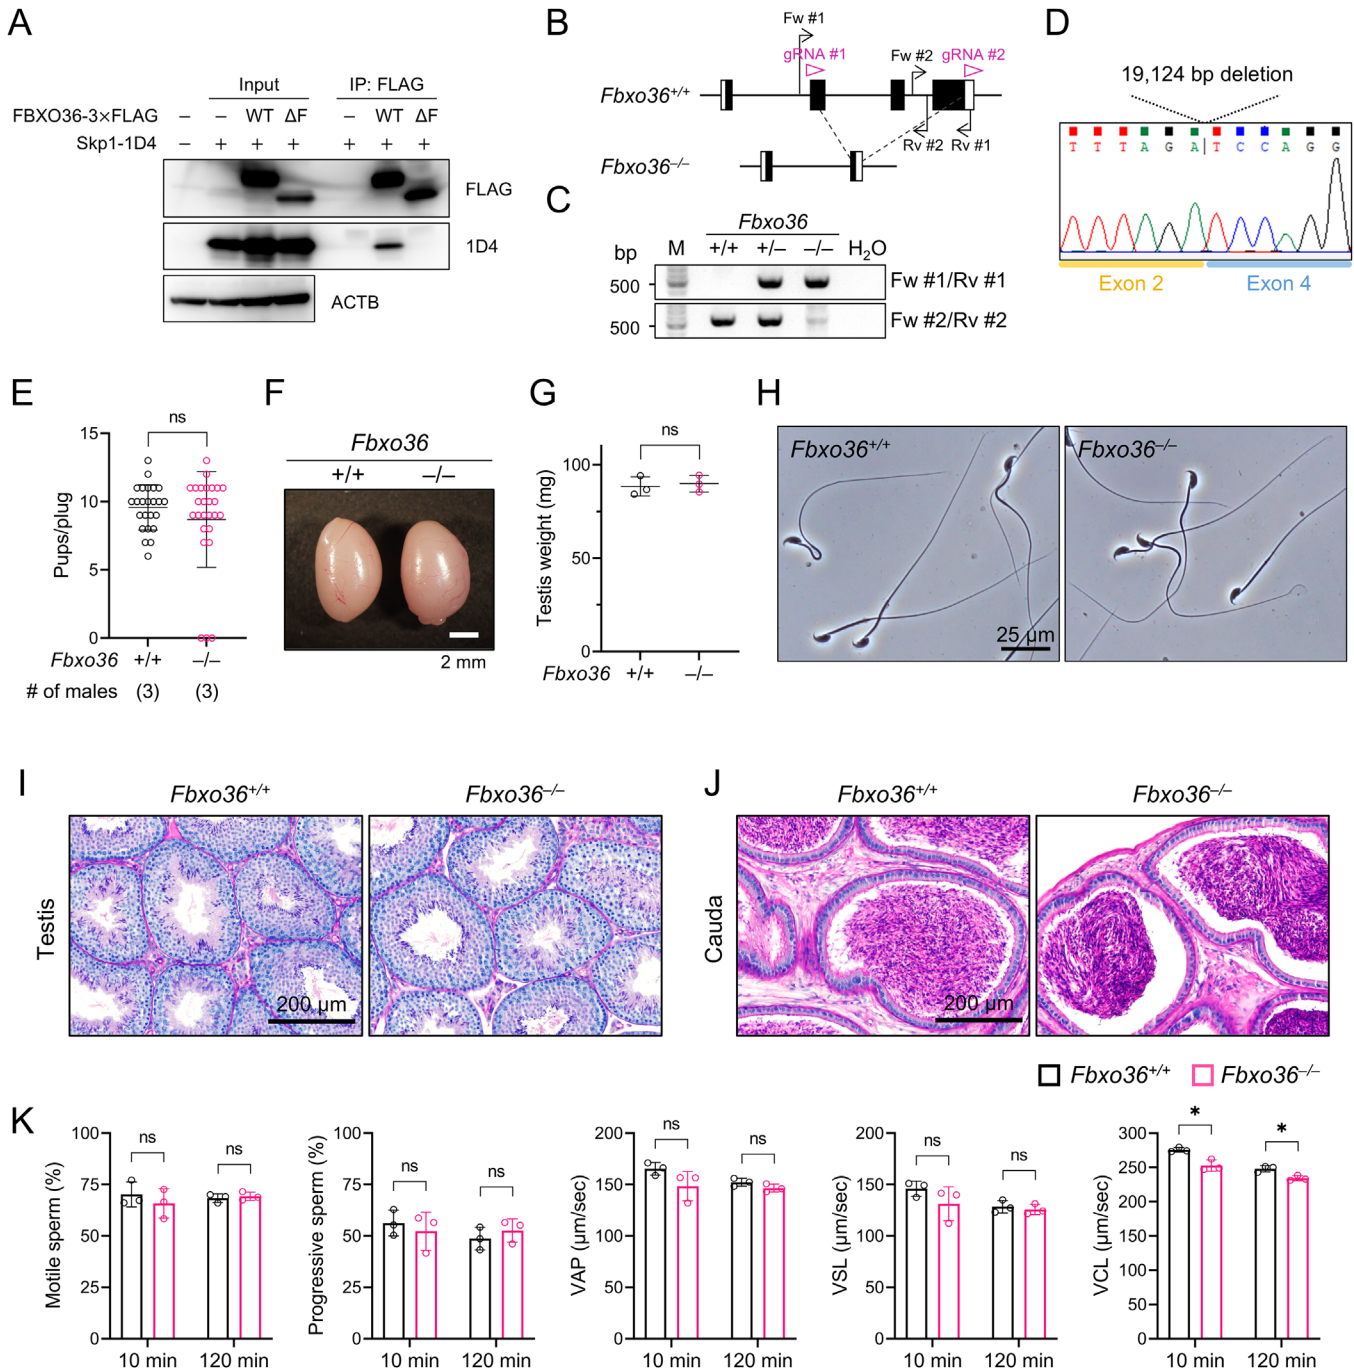 A
Input
IP: FLAG
FBXO36-3×FLAG
– – WT ΔF – WT ΔF
Skp1-1D4
– + + + + + +
FLAG
1D4
ACTB
B
Fw #1
gRNA #1
Fw #2
gRNA #2
Fbxo36+/+
Rv #2
Rv #1
Fbxo36–/–
C
Fbxo36
bp M +/+ +/– –/– H2O
500
Fw #1/Rv #1
500
Fw #2/Rv #2
D
19,124 bp deletion
T T T A G A T C C A G G
Exon 2
Exon 4
E
ns
Pups/plug
15
10
5
0
Fbxo36 +/+ –/–
# of males (3) (3)
F
Fbxo36
+/+ –/–
2 mm
G
ns
Testis weight (mg)
100
50
0
Fbxo36 +/+ –/–
H
Fbxo36+/+
Fbxo36–/–
25 µm
I
Fbxo36+/+
Fbxo36–/–
Testis
200 µm
J
Fbxo36+/+
Fbxo36–/–
Cauda
200 µm
Fbxo36+/+
Fbxo36–/–
K
Motile sperm (%)
100
75
50
25
0
ns
ns
10 min
120 min
Progressive sperm (%)
100
75
50
25
0
ns
ns
10 min
120 min
VAP (µm/sec)
200
150
100
50
0
ns
ns
10 min
120 min
VSL (µm/sec)
200
150
100
50
0
ns
ns
10 min
120 min
VCL (µm/sec)
300
250
200
150
100
50
0
*
*
10 min
120 min